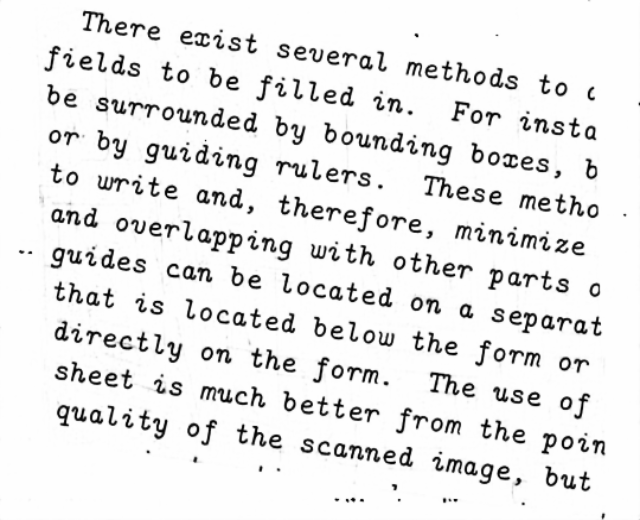 There exist several methods to c
fields to be filled in. For insta
be surrounded by bounding boxes, b
or by guiding rulers. These metho
to write and, therefore, minimize
and overlapping with other parts o
guides can be located on a separat
that is located below the form or
directly on the form. The use of
sheet is much better from the poin
quality of the scanned image, but